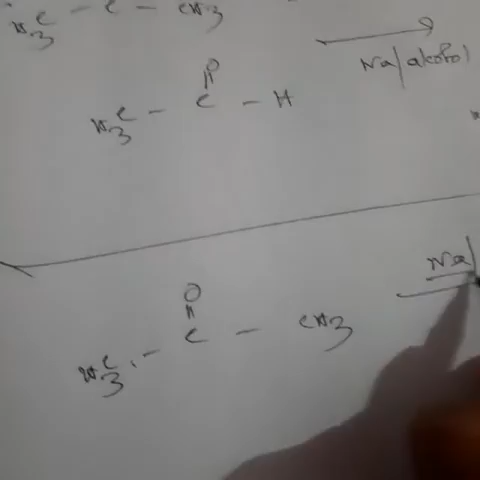 H3C - C - CH3
O
H3C - C - H
Na/alcohol
O
H3C - C - CH3
Na/